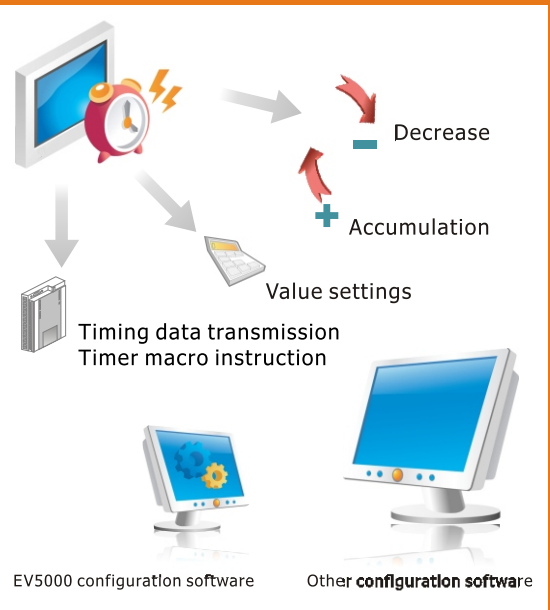 Decrease
Accumulation
Value settings
Timing data transmission
Timer macro instruction
EV5000 configuration software
Other configuration software